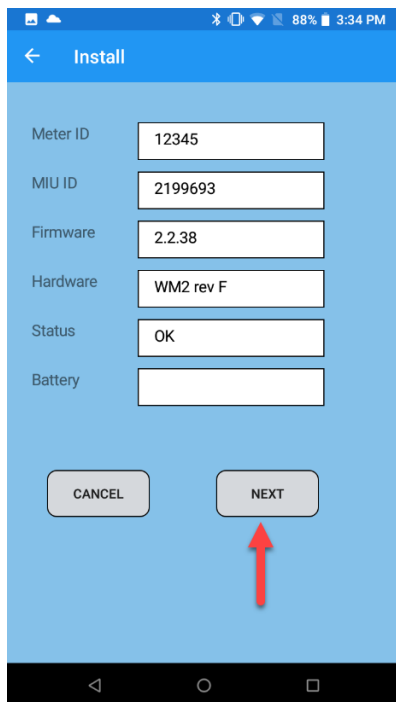 88% 3:34 PM
Install
Meter ID 12345
MIU ID 2199693
Firmware 2.2.38
Hardware WM2 rev F
Status OK
Battery
CANCEL NEXT